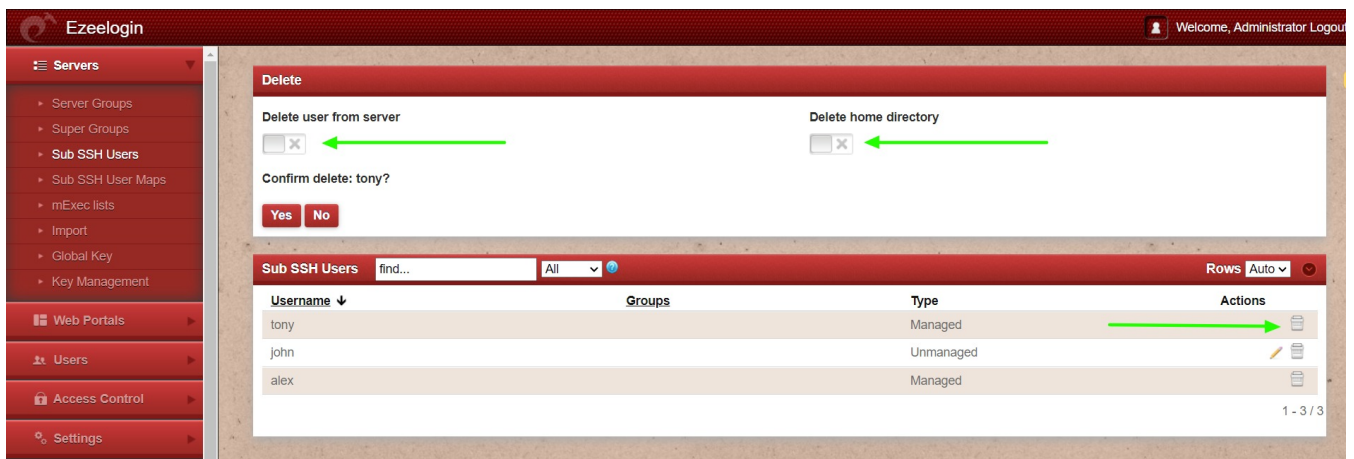 Ezeelogin
Welcome, Administrator Logout
Servers
Server Groups
Super Groups
Sub SSH Users
Sub SSH User Maps
mExec lists
Import
Global Key
Key Management
Web Portals
Users
Access Control
Settings
Delete
Delete user from server Delete home directory
Confirm delete: tony?
Yes No
Sub SSH Users find... All Rows Auto
Username Groups Type Actions
tony Managed
john Unmanaged
alex Managed
1 - 3 / 3